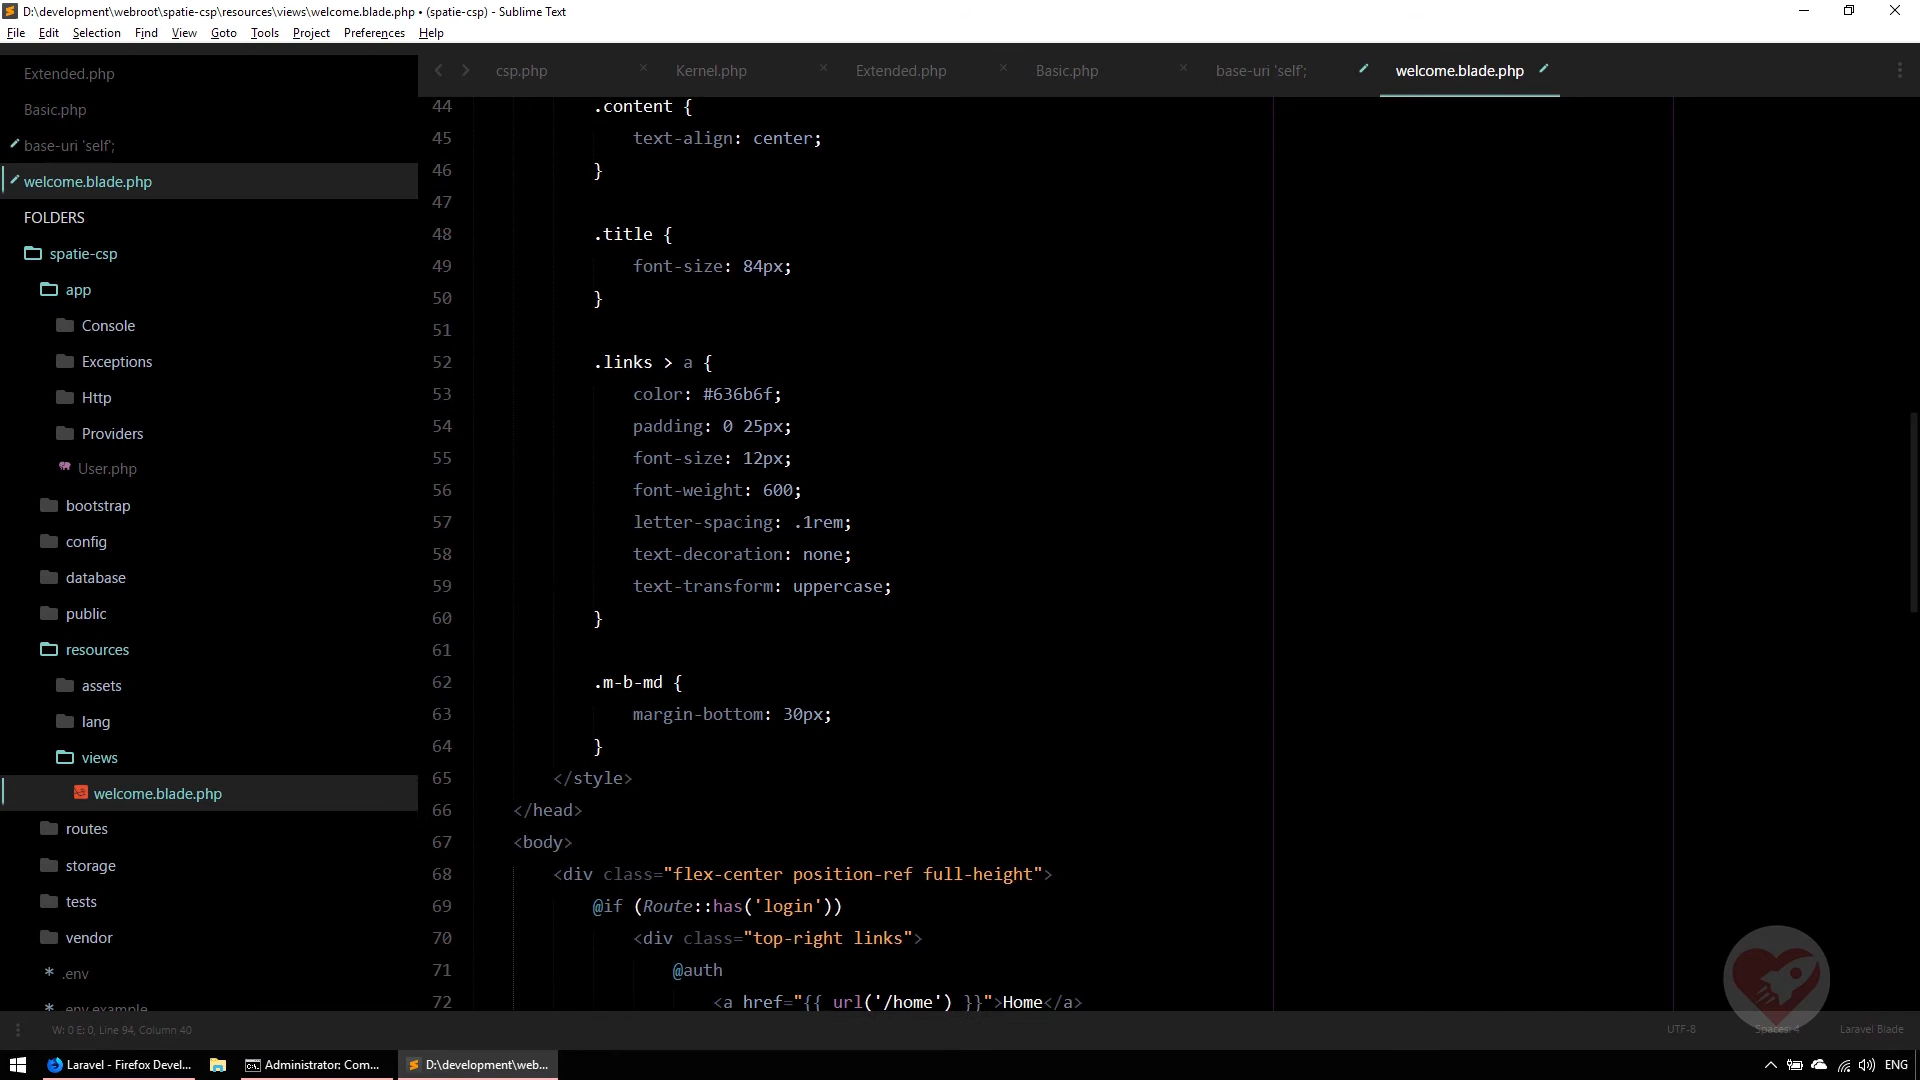 D:\development\webroot\spatie-csp\resources\views\welcome.blade.php • (spatie-csp) - Sublime Text
File Edit Selection Find View Goto Tools Project Preferences Help
Extended.php
Basic.php
base-uri 'self';
welcome.blade.php
FOLDERS
spatie-csp
app
Console
Exceptions
Http
Providers
User.php
bootstrap
config
database
public
resources
assets
lang
views
welcome.blade.php
routes
storage
tests
vendor
.env
.env.example
csp.php Kernel.php Extended.php Basic.php base-uri 'self'; welcome.blade.php
44 .content {
45 text-align: center;
46 }
47
48 .title {
49 font-size: 84px;
50 }
51
52 .links > a {
53 color: #636b6f;
54 padding: 0 25px;
55 font-size: 12px;
56 font-weight: 600;
57 letter-spacing: .1rem;
58 text-decoration: none;
59 text-transform: uppercase;
60 }
61
62 .m-b-md {
63 margin-bottom: 30px;
64 }
65 </style>
66 </head>
67 <body>
68 <div class="flex-center position-ref full-height">
69 @if (Route::has('login'))
70 <div class="top-right links">
71 @auth
72 <a href="{{ url('/home') }}">Home</a>
W: 0 E: 0, Line 94, Column 40
UTF-8 Spaces: 4 Laravel Blade
Laravel - Firefox Devel... Administrator: Com... D:\development\web... ENG